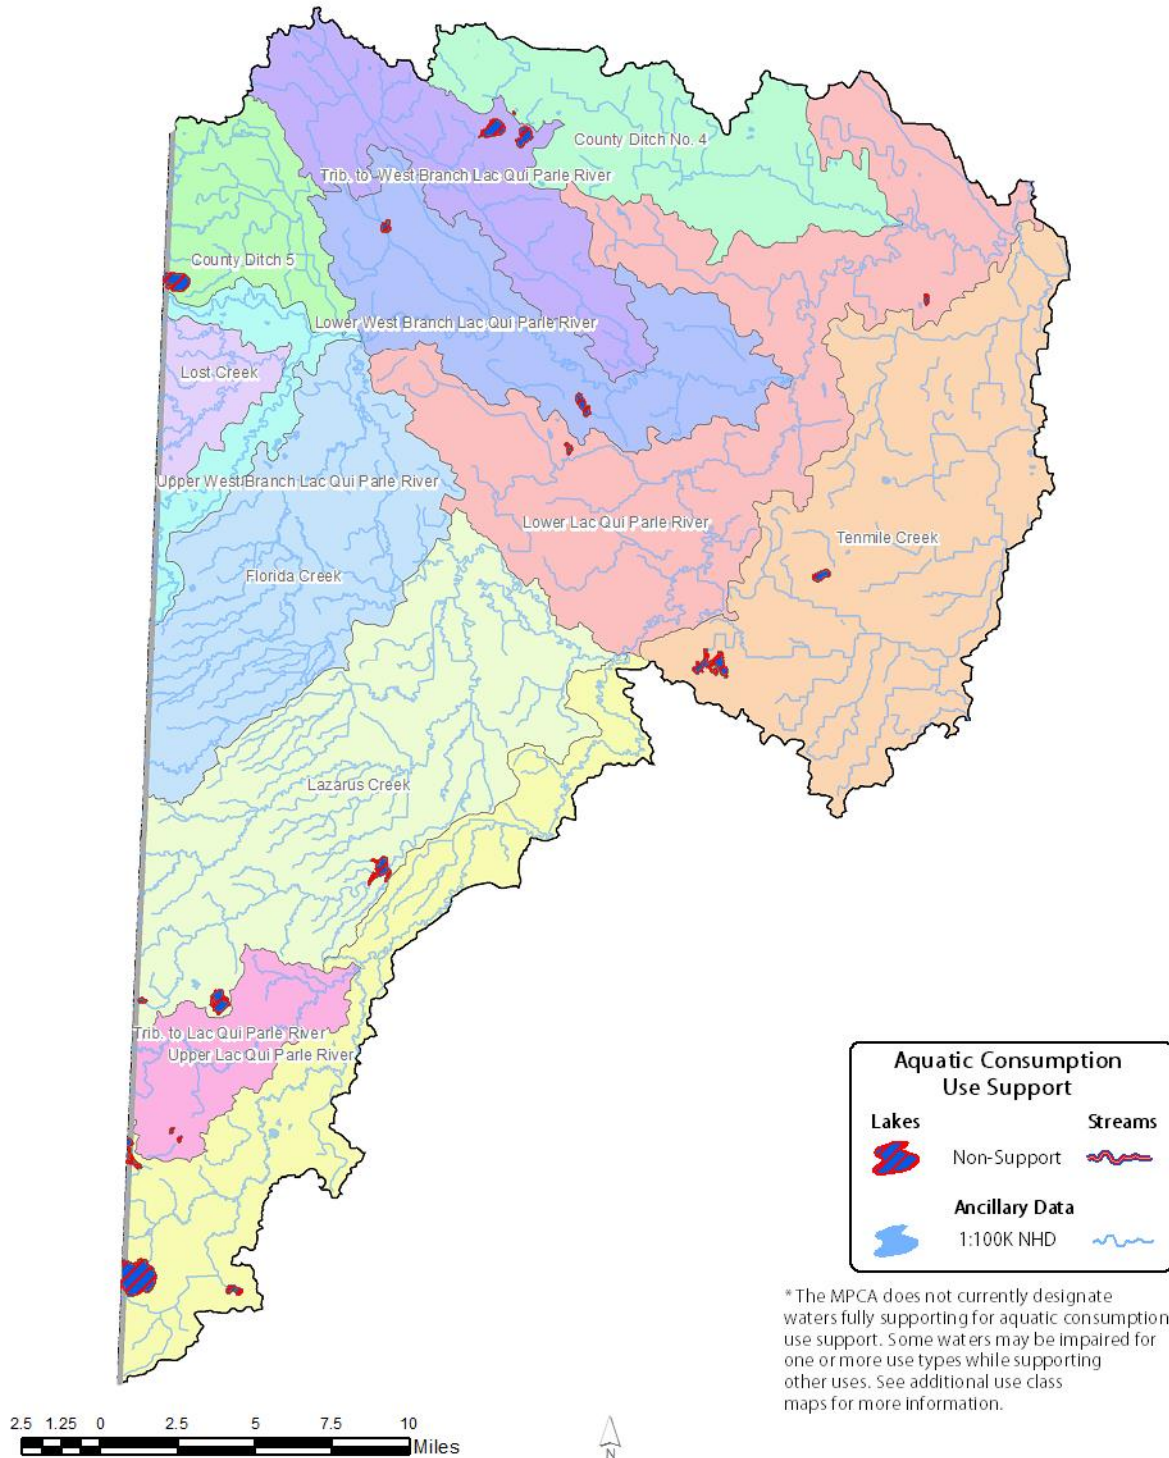 County Ditch No. 4
Trib. to West Branch Lac Qui Parle River
County Ditch 5
Lower West Branch Lac Qui Parle River
Lost Creek
Upper West Branch Lac Qui Parle River
Lower Lac Qui Parle River
Tenmile Creek
Florida Creek
Lazarus Creek
Trib. to Lac Qui Parle River
Upper Lac Qui Parle River
Aquatic Consumption
Use Support
Lakes Streams
Non-Support
Ancillary Data
1:100K NHD
* The MPCA does not currently designate
waters fully supporting for aquatic consumption
use support. Some waters may be impaired for
one or more use types while supporting
other uses. See additional use class
maps for more information.
2.5 1.25 0 2.5 5 7.5 10
Miles
N